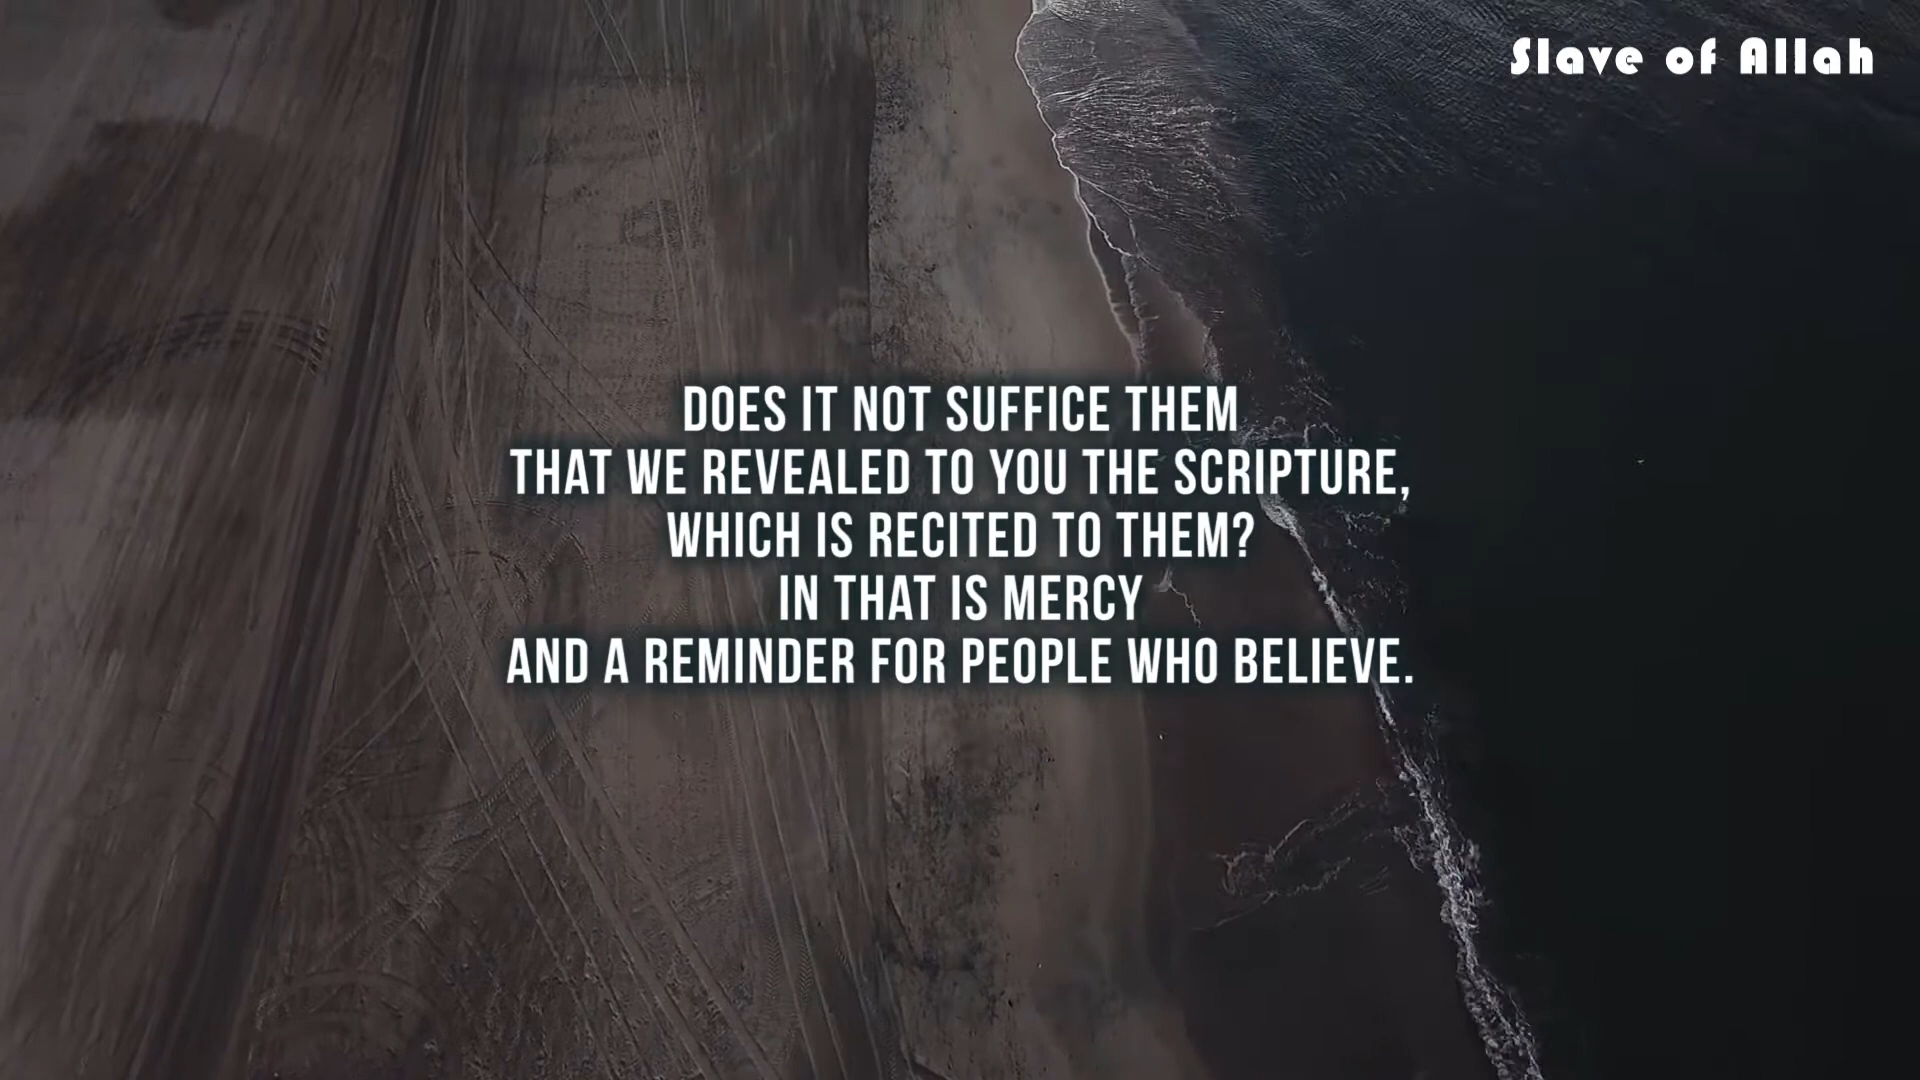 Slave of Allah
DOES IT NOT SUFFICE THEM
THAT WE REVEALED TO YOU THE SCRIPTURE,
WHICH IS RECITED TO THEM?
IN THAT IS MERCY
AND A REMINDER FOR PEOPLE WHO BELIEVE.